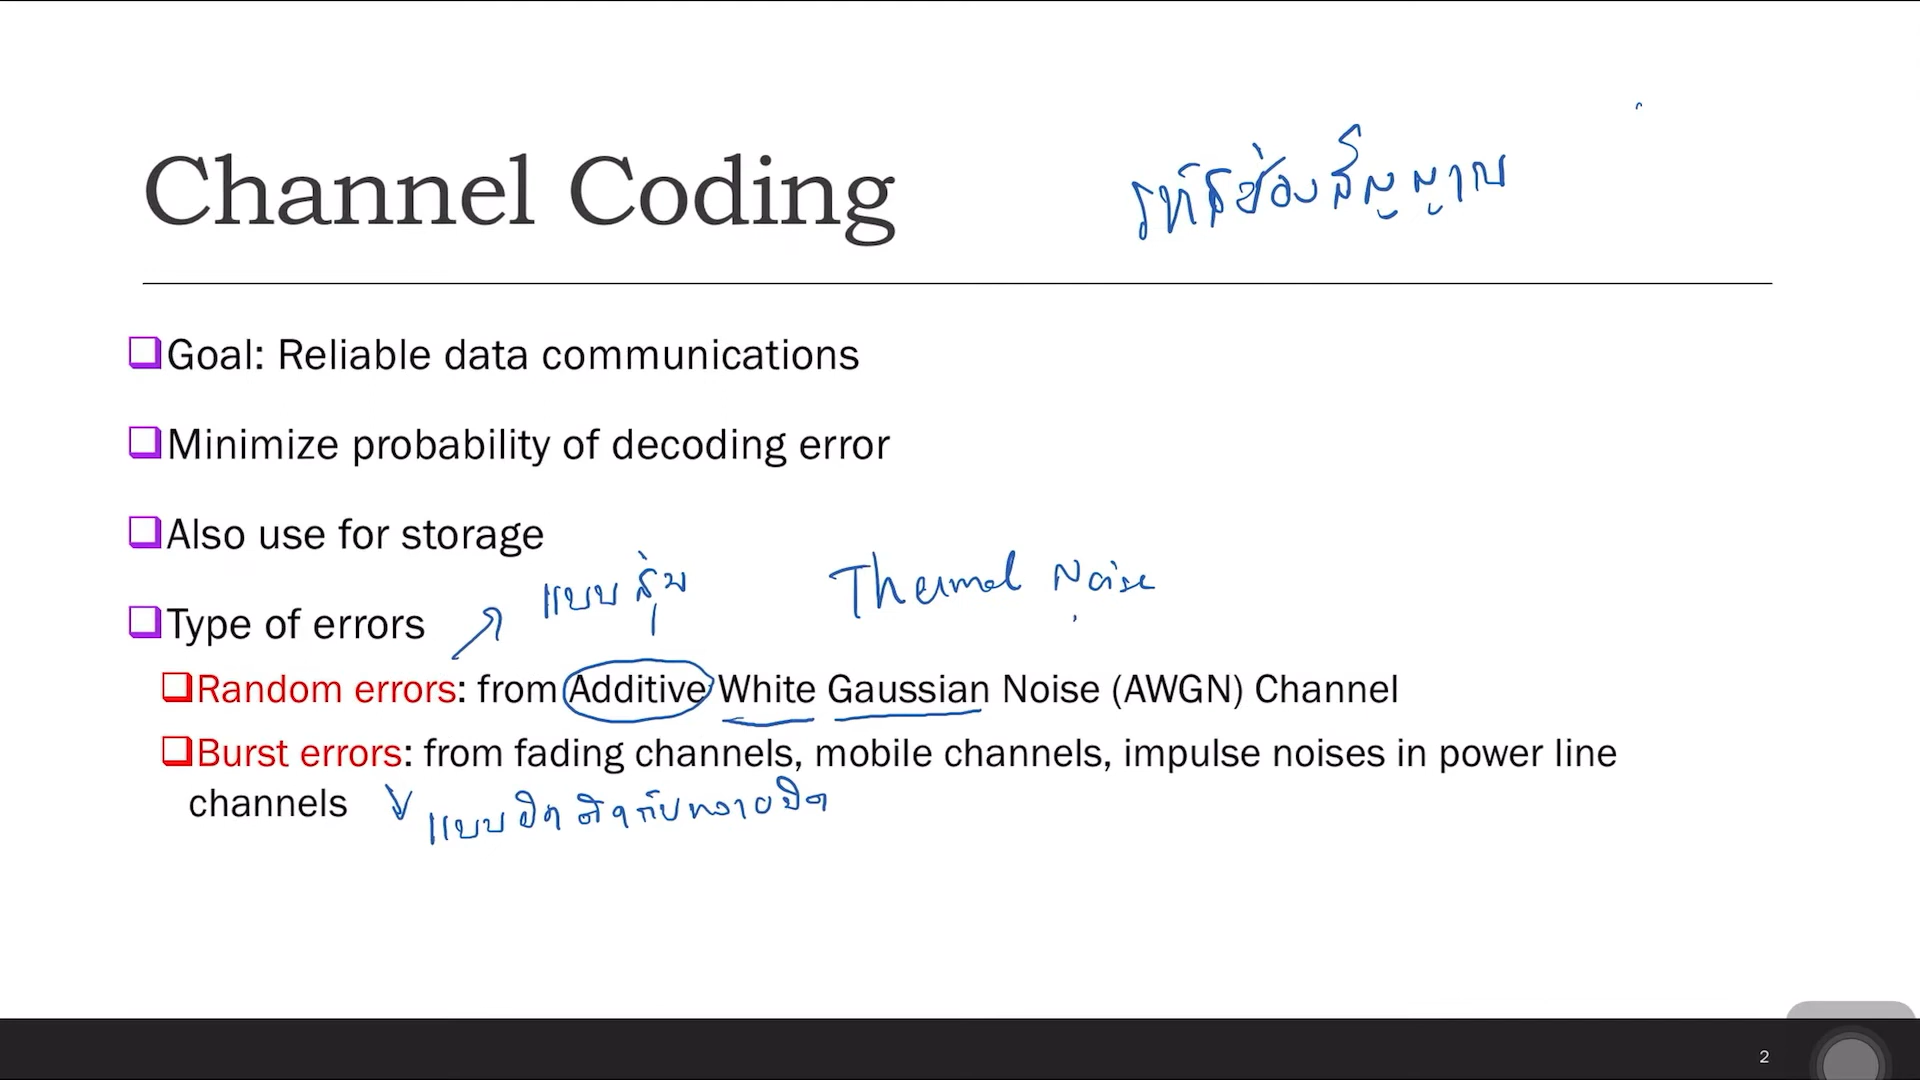 Channel Coding
รหัสช่องสัญญาณ
Goal: Reliable data communications
Minimize probability of decoding error
Also use for storage
แบบสุ่ม
Thermal Noise
Type of errors
Random errors: from Additive White Gaussian Noise (AWGN) Channel
Burst errors: from fading channels, mobile channels, impulse noises in power line
channels
แบบบิตติดกันหลายบิต
2